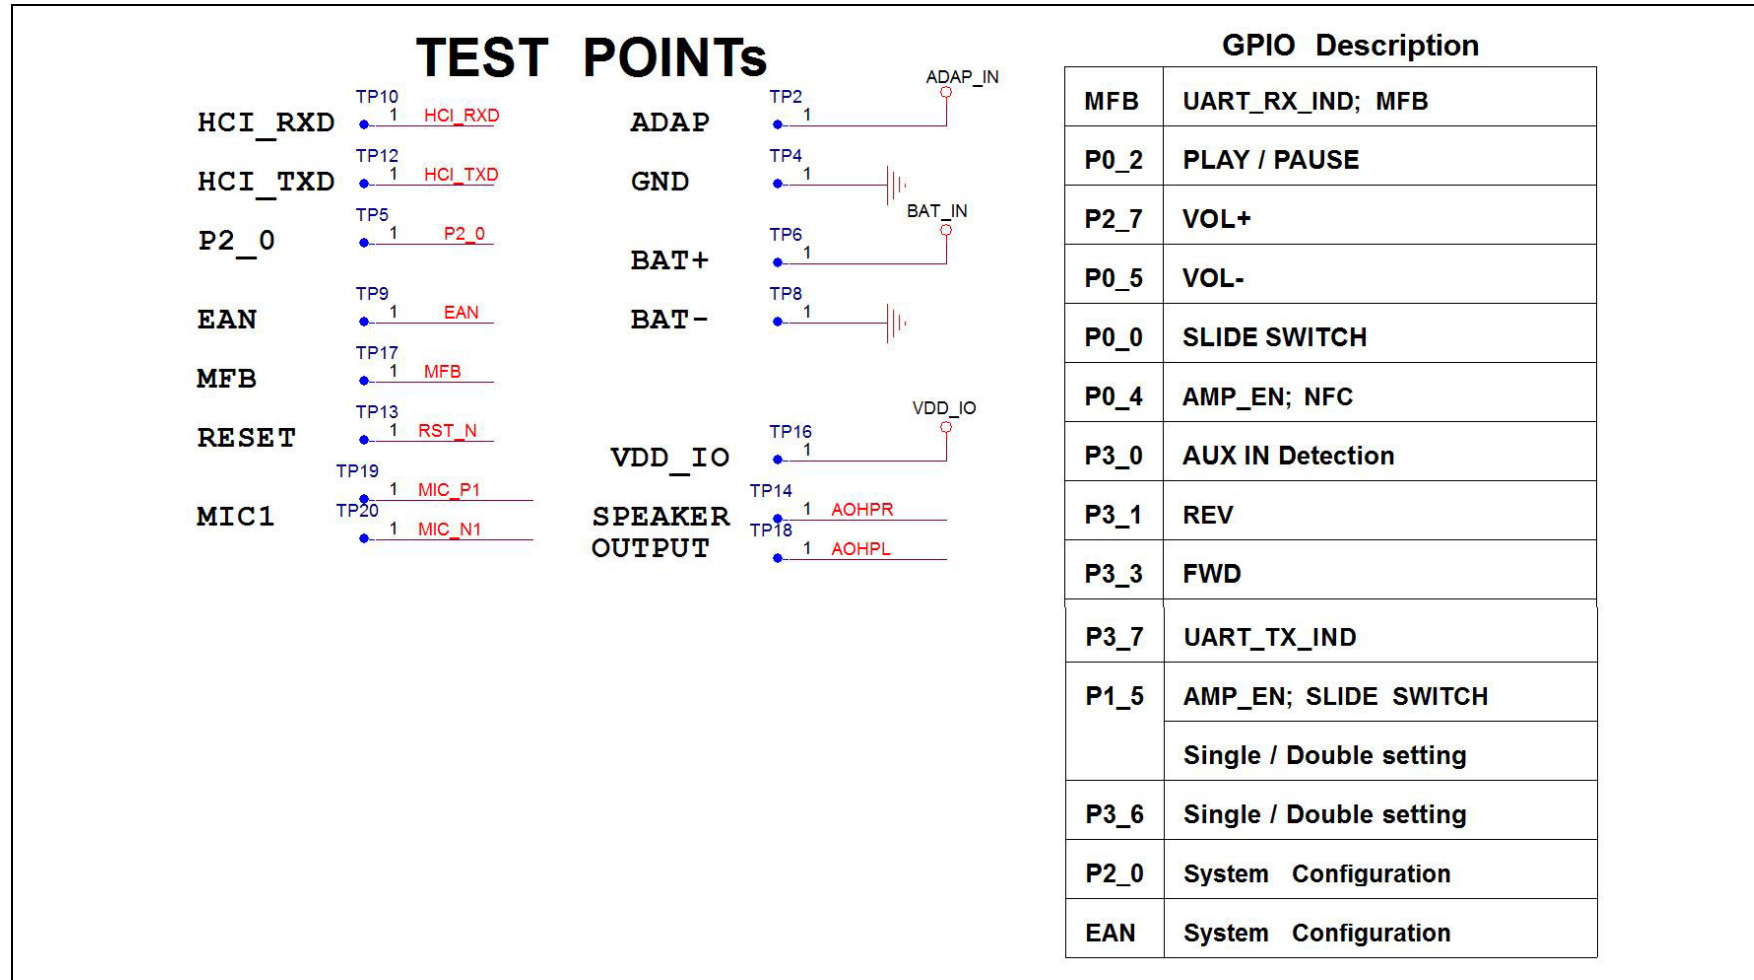 TEST POINTs
TP10
HCI_RXD 1 HCI_RXD
TP12
HCI_TXD 1 HCI_TXD
TP5
P2_0 1 P2_0
TP9
EAN 1 EAN
TP17
MFB 1 MFB
TP13
RESET 1 RST_N
TP19
1 MIC_P1
MIC1
TP20
1 MIC_N1
ADAP_IN
TP2
ADAP 1
TP4
GND 1
BAT_IN
TP6
BAT+ 1
TP8
BAT- 1
VDD_IO
TP16
VDD_IO 1
TP14
SPEAKER 1 AOHPR
TP18
OUTPUT 1 AOHPL
GPIO Description
MFB UART_RX_IND; MFB
P0_2 PLAY / PAUSE
P2_7 VOL+
P0_5 VOL-
P0_0 SLIDE SWITCH
P0_4 AMP_EN; NFC
P3_0 AUX IN Detection
P3_1 REV
P3_3 FWD
P3_7 UART_TX_IND
P1_5 AMP_EN; SLIDE SWITCH
Single / Double setting
P3_6 Single / Double setting
P2_0 System Configuration
EAN System Configuration